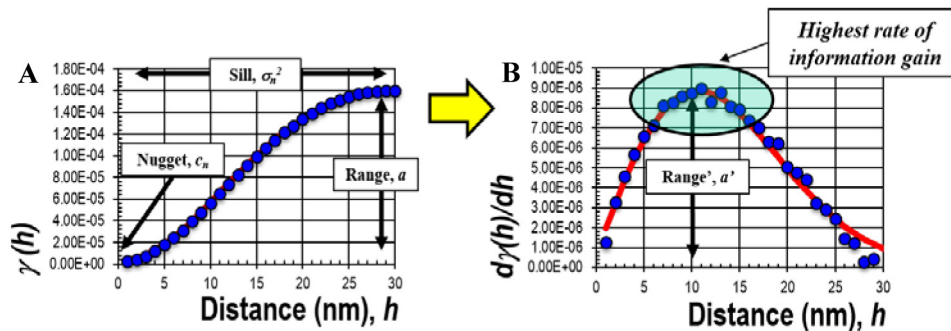 A
γ(h)
1.80E-04
1.60E-04
1.40E-04
1.20E-04
1.00E-04
8.00E-05
6.00E-05
4.00E-05
2.00E-05
0.00E+00
Sill, σn²
Nugget, cn
Range, a
0 5 10 15 20 25 30
Distance (nm), h
B
Highest rate of
information gain
dγ(h)/dh
1.00E-05
9.00E-06
8.00E-06
7.00E-06
6.00E-06
5.00E-06
4.00E-06
3.00E-06
2.00E-06
1.00E-06
0.00E+00
Range', a'
0 5 10 15 20 25 30
Distance (nm), h